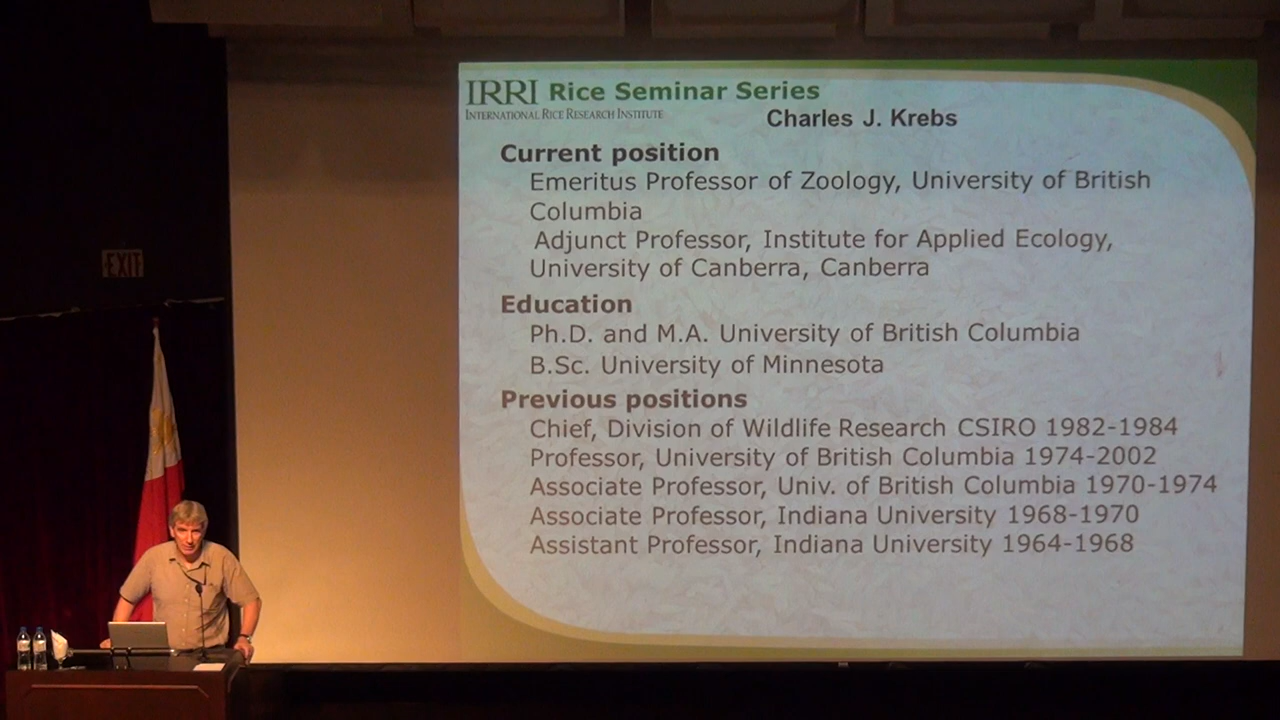 IRRI Rice Seminar Series
INTERNATIONAL RICE RESEARCH INSTITUTE
Charles J. Krebs
Current position
Emeritus Professor of Zoology, University of British
Columbia
Adjunct Professor, Institute for Applied Ecology,
University of Canberra, Canberra
Education
Ph.D. and M.A. University of British Columbia
B.Sc. University of Minnesota
Previous positions
Chief, Division of Wildlife Research CSIRO 1982-1984
Professor, University of British Columbia 1974-2002
Associate Professor, Univ. of British Columbia 1970-1974
Associate Professor, Indiana University 1968-1970
Assistant Professor, Indiana University 1964-1968
EXIT